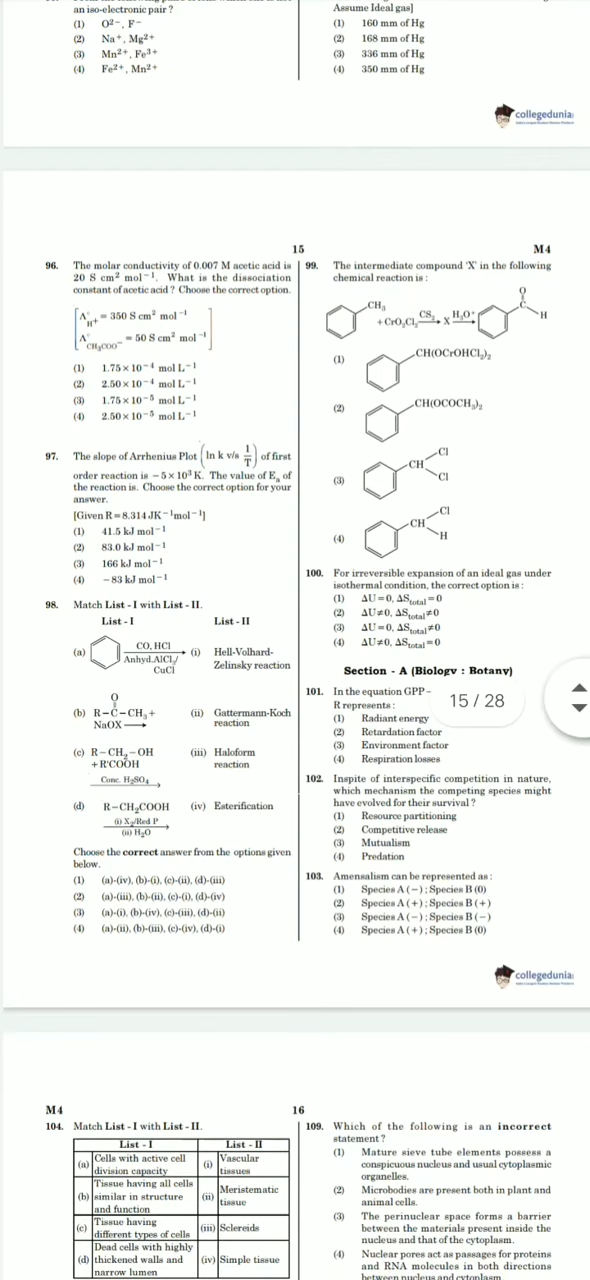 an iso-electronic pair ?
(1) O²⁻, F⁻
(2) Na⁺, Mg²⁺
(3) Mn²⁺, Fe³⁺
(4) Fe²⁺, Mn²⁺
Assume Ideal gas]
(1) 160 mm of Hg
(2) 168 mm of Hg
(3) 336 mm of Hg
(4) 350 mm of Hg
collegedunia
15
M4
96. The molar conductivity of 0.007 M acetic acid is
20 S cm² mol⁻¹. What is the dissociation
constant of acetic acid ? Choose the correct option.
[Λ°H⁺ = 350 S cm² mol⁻¹
Λ°CH₃COO⁻ = 50 S cm² mol⁻¹]
(1) 1.75 × 10⁻⁴ mol L⁻¹
(2) 2.50 × 10⁻⁴ mol L⁻¹
(3) 1.75 × 10⁻⁵ mol L⁻¹
(4) 2.50 × 10⁻⁵ mol L⁻¹
97. The slope of Arrhenius Plot (ln k v/s 1/T) of first
order reaction is − 5 × 10³ K. The value of Eₐ of
the reaction is. Choose the correct option for your
answer.
[Given R = 8.314 JK⁻¹mol⁻¹]
(1) 41.5 kJ mol⁻¹
(2) 83.0 kJ mol⁻¹
(3) 166 kJ mol⁻¹
(4) − 83 kJ mol⁻¹
98. Match List - I with List - II.
List - I List - II
(a) CO, HCl Anhyd.AlCl₃/ CuCl (i) Hell-Volhard-
Zelinsky reaction
(b) R−C−CH₃ + (ii) Gattermann-Koch
O
NaOX ⟶ reaction
(c) R−CH₂−OH (iii) Haloform
+ R'COOH reaction
Conc. H₂SO₄
(d) R−CH₂COOH (iv) Esterification
(i) X₂/Red P
(ii) H₂O
Choose the correct answer from the options given
below.
(1) (a)-(iv), (b)-(i), (c)-(ii), (d)-(iii)
(2) (a)-(iii), (b)-(ii), (c)-(i), (d)-(iv)
(3) (a)-(i), (b)-(iv), (c)-(iii), (d)-(ii)
(4) (a)-(ii), (b)-(iii), (c)-(iv), (d)-(i)
99. The intermediate compound 'X' in the following
chemical reaction is :
CH₃ + CrO₂Cl₂ CS₂ X H₃O⁺ O C H
(1) CH(OCrOHCl₂)₂
(2) CH(OCOCH₃)₂
(3) CH Cl Cl
(4) CH Cl H
100. For irreversible expansion of an ideal gas under
isothermal condition, the correct option is :
(1) ΔU = 0, ΔStotal = 0
(2) ΔU ≠ 0, ΔStotal ≠ 0
(3) ΔU = 0, ΔStotal ≠ 0
(4) ΔU ≠ 0, ΔStotal = 0
Section - A (Biology : Botany)
101. In the equation GPP −
R represents :
(1) Radiant energy
(2) Retardation factor
(3) Environment factor
(4) Respiration losses
15 / 28
102. Inspite of interspecific competition in nature,
which mechanism the competing species might
have evolved for their survival ?
(1) Resource partitioning
(2) Competitive release
(3) Mutualism
(4) Predation
103. Amensalism can be represented as :
(1) Species A (−) ; Species B (0)
(2) Species A (+) ; Species B (+)
(3) Species A (−) ; Species B (−)
(4) Species A (+) ; Species B (0)
collegedunia
M4
16
104. Match List - I with List - II.
List - I List - II
(a) Cells with active cell division capacity (i) Vascular tissues
(b) Tissue having all cells similar in structure and function (ii) Meristematic tissue
(c) Tissue having different types of cells (iii) Sclereids
(d) Dead cells with highly thickened walls and narrow lumen (iv) Simple tissue
109. Which of the following is an incorrect
statement ?
(1) Mature sieve tube elements possess a
conspicuous nucleus and usual cytoplasmic
organelles.
(2) Microbodies are present both in plant and
animal cells.
(3) The perinuclear space forms a barrier
between the materials present inside the
nucleus and that of the cytoplasm.
(4) Nuclear pores act as passages for proteins
and RNA molecules in both directions
between nucleus and cytoplasm